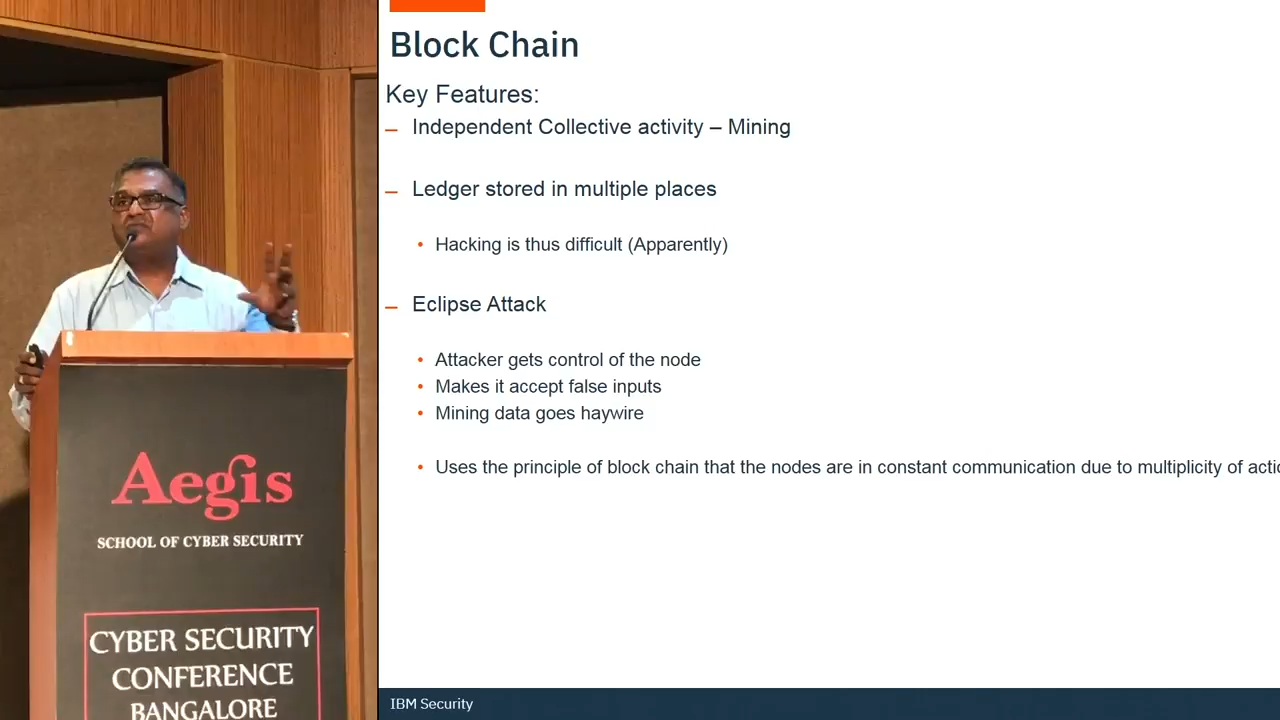 Block Chain
Key Features:
– Independent Collective activity – Mining
– Ledger stored in multiple places
• Hacking is thus difficult (Apparently)
– Eclipse Attack
• Attacker gets control of the node
• Makes it accept false inputs
• Mining data goes haywire
• Uses the principle of block chain that the nodes are in constant communication due to multiplicity of actio
IBM Security
Aegis
SCHOOL OF CYBER SECURITY
CYBER SECURITY
CONFERENCE
BANGALORE